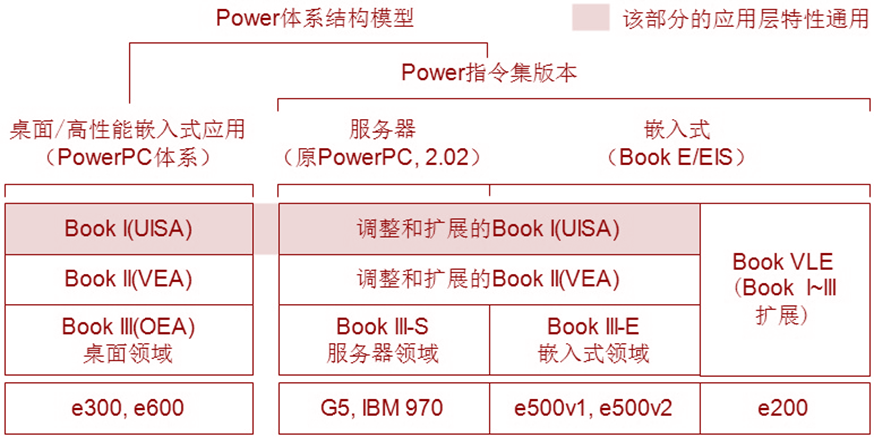 Power体系结构模型
该部分的应用层特性通用
Power指令集版本
桌面/高性能嵌入式应用
（PowerPC体系）
服务器
（原PowerPC, 2.02）
嵌入式
（Book E/EIS）
Book I(UISA)
调整和扩展的Book I(UISA)
Book II(VEA)
调整和扩展的Book II(VEA)
Book VLE
（Book I~III
扩展）
Book III(OEA)
桌面领域
Book III-S
服务器领域
Book III-E
嵌入式领域
e300, e600
G5, IBM 970
e500v1, e500v2
e200